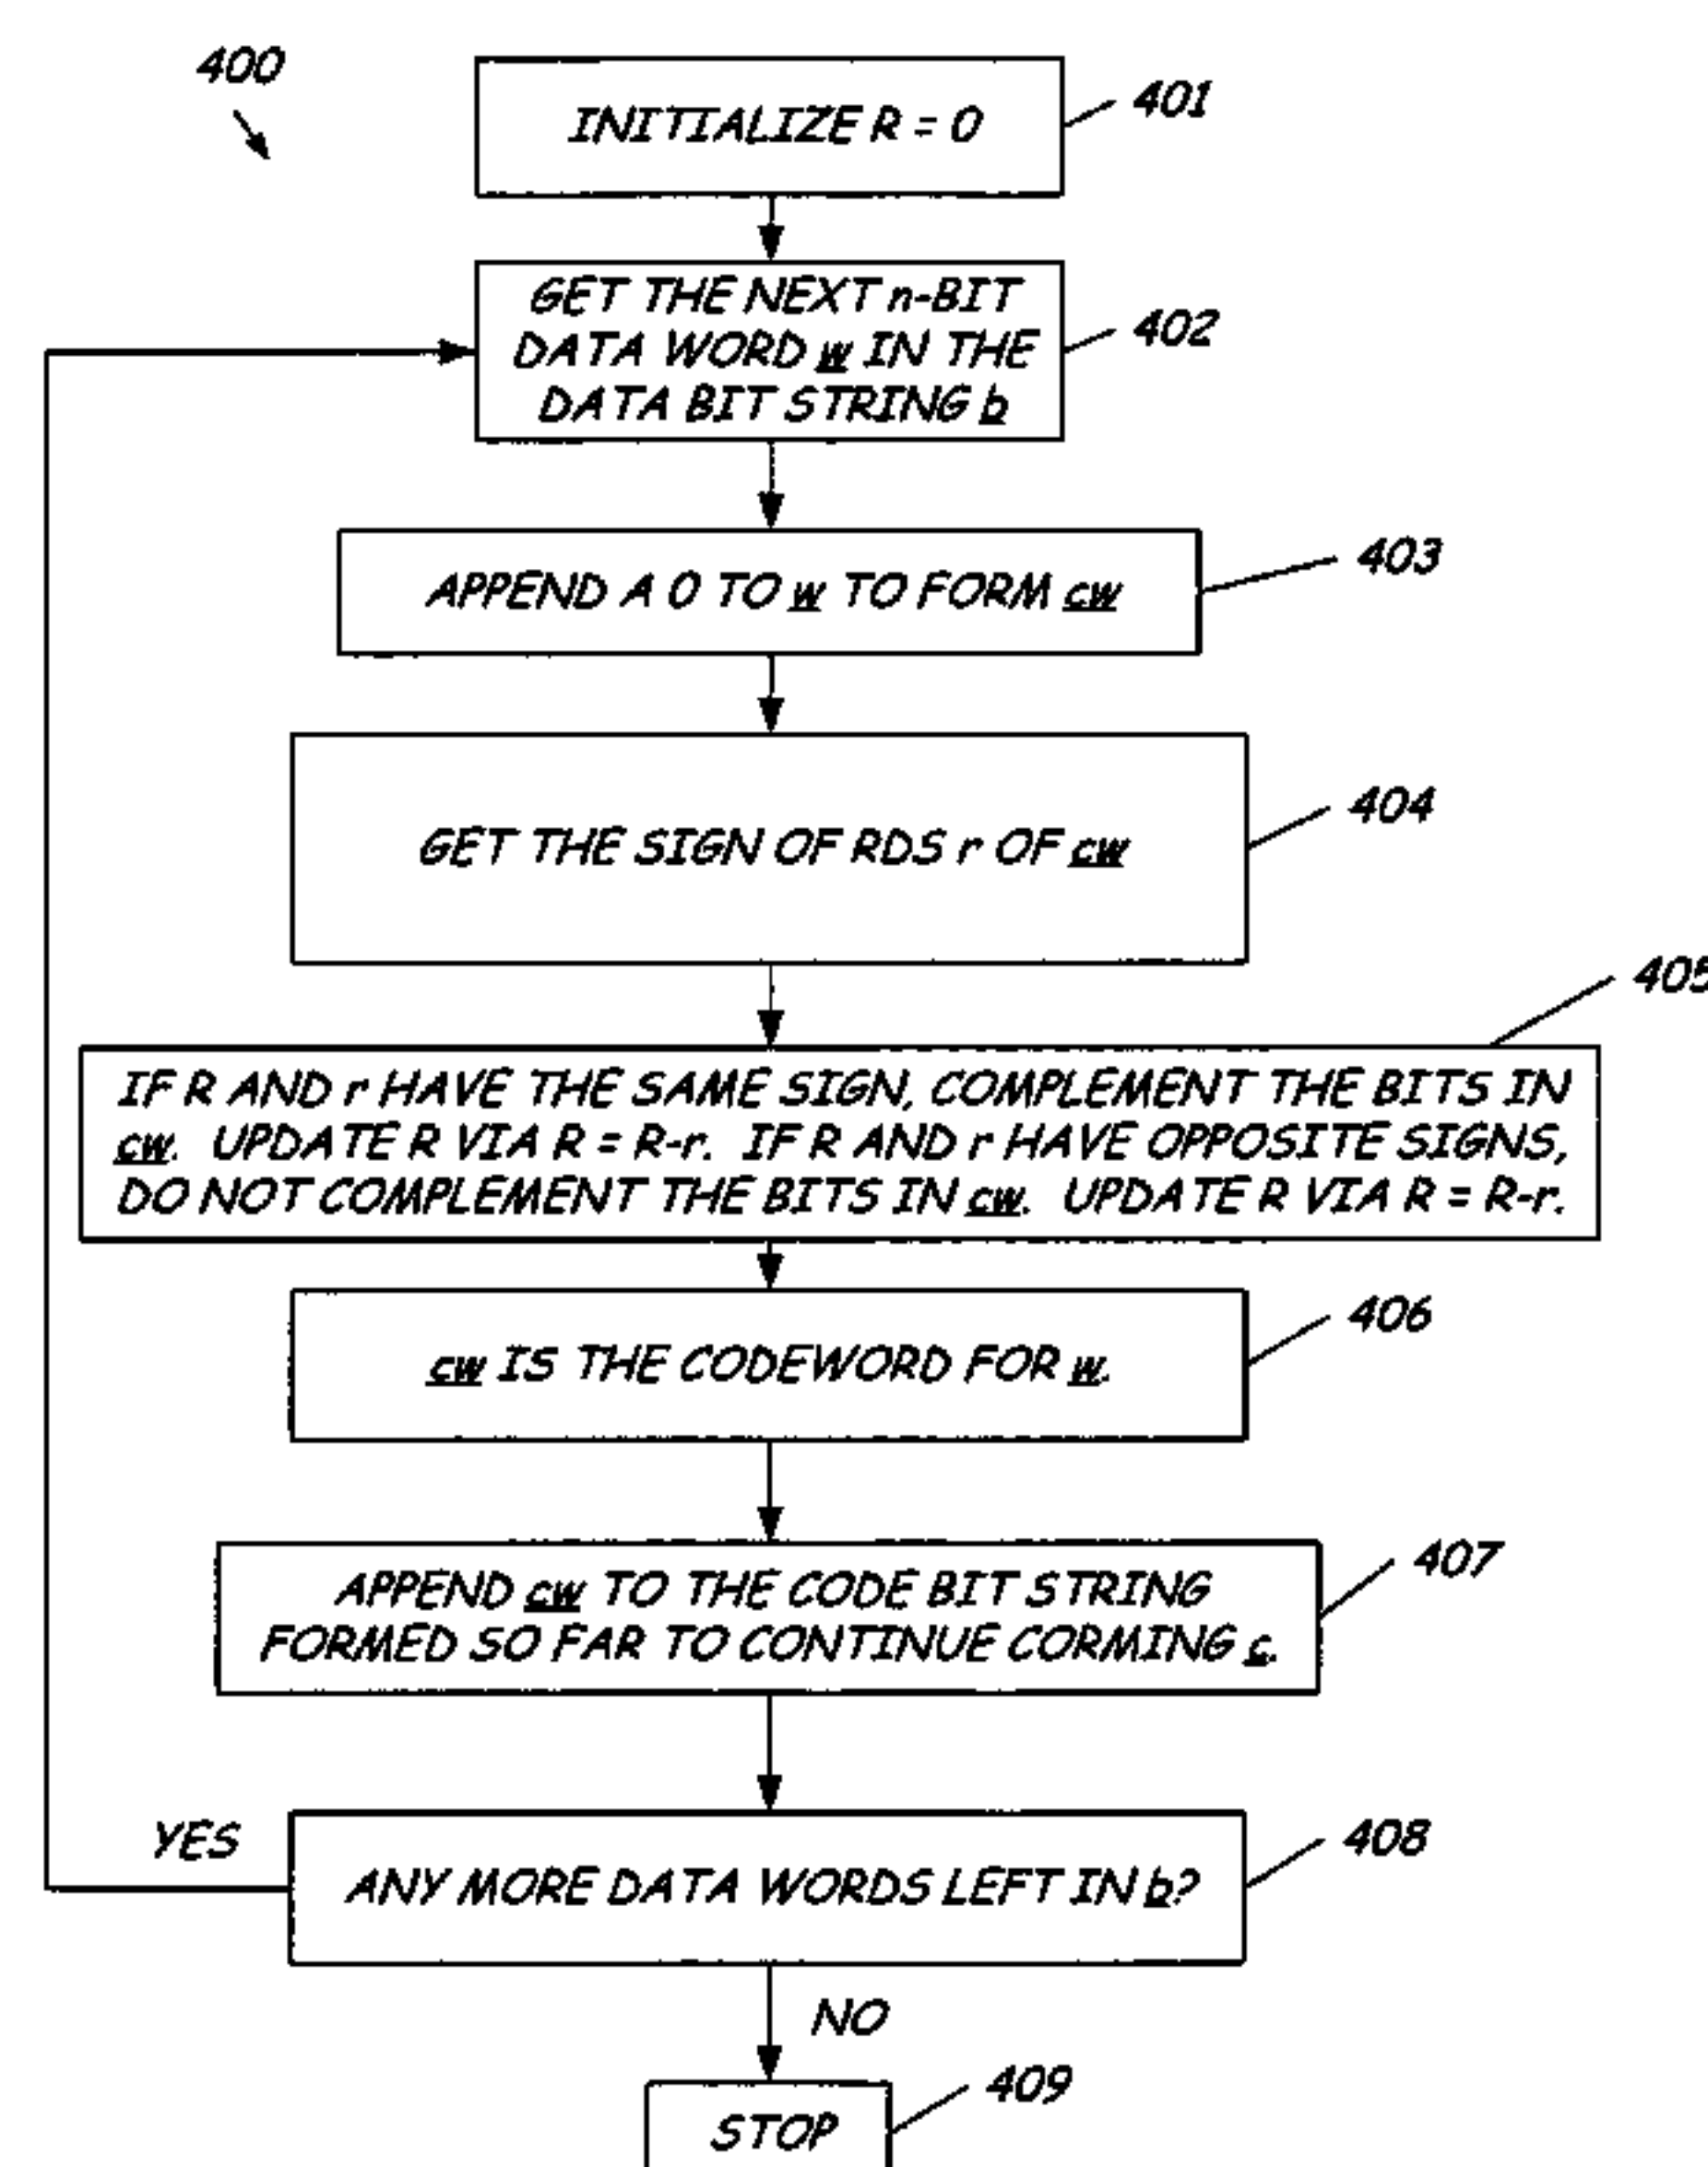 400
INITIALIZE R = 0
401
GET THE NEXT n-BIT
DATA WORD w IN THE
DATA BIT STRING b
402
APPEND A 0 TO w TO FORM cw
403
GET THE SIGN OF RDS r OF cw
404
405
IF R AND r HAVE THE SAME SIGN, COMPLEMENT THE BITS IN
cw. UPDATE R VIA R = R-r. IF R AND r HAVE OPPOSITE SIGNS,
DO NOT COMPLEMENT THE BITS IN cw. UPDATE R VIA R = R-r.
cw IS THE CODEWORD FOR w.
406
APPEND cw TO THE CODE BIT STRING
FORMED SO FAR TO CONTINUE CORMING c.
407
YES
ANY MORE DATA WORDS LEFT IN b?
408
NO
STOP
409